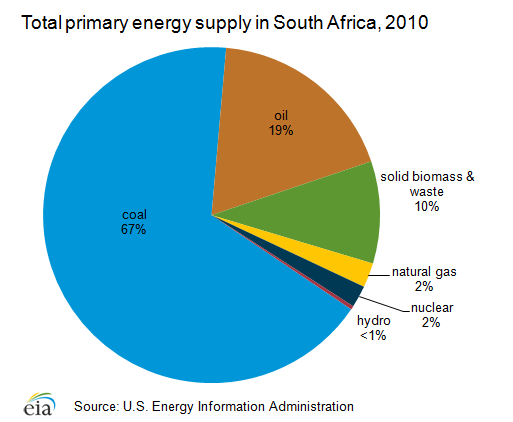 Total primary energy supply in South Africa, 2010
oil
19%
solid biomass &
waste
10%
coal
67%
natural gas
2%
nuclear
2%
hydro
<1%
eia
Source: U.S. Energy Information Administration